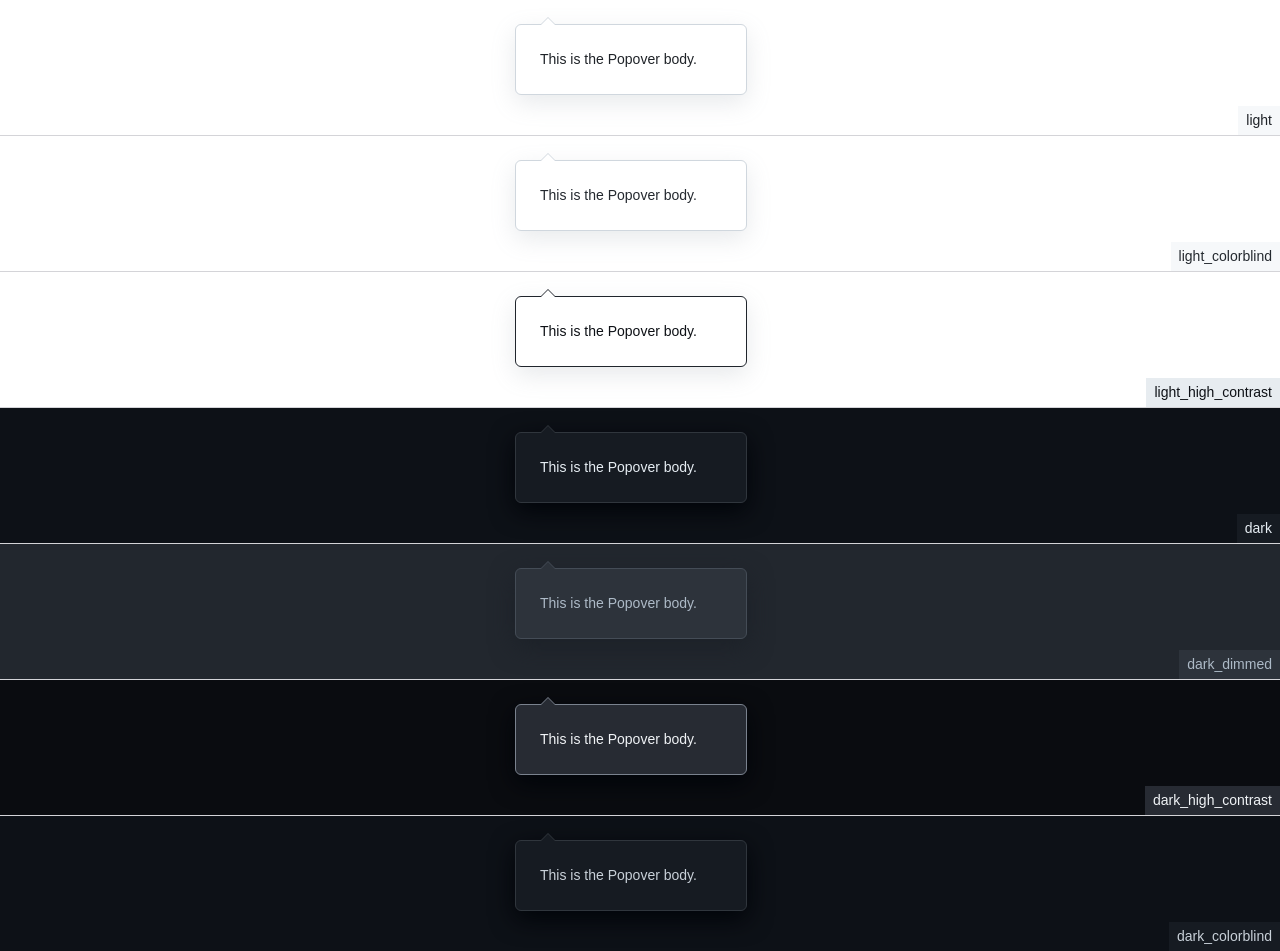 This is the Popover body.
light
This is the Popover body.
light_colorblind
This is the Popover body.
light_high_contrast
This is the Popover body.
dark
This is the Popover body.
dark_dimmed
This is the Popover body.
dark_high_contrast
This is the Popover body.
dark_colorblind